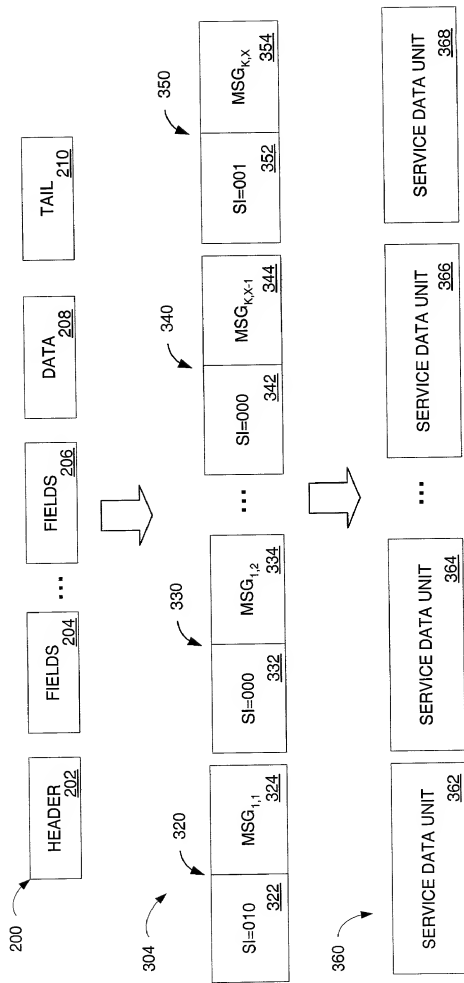 200
HEADER 202
FIELDS 204
...
FIELDS 206
DATA 208
TAIL 210
304
320
SI=010 322
MSG1,1 324
330
SI=000 332
MSG1,2 334
...
340
SI=000 342
MSGK,X-1 344
350
SI=001 352
MSGK,X 354
360
SERVICE DATA UNIT 362
SERVICE DATA UNIT 364
...
SERVICE DATA UNIT 366
SERVICE DATA UNIT 368